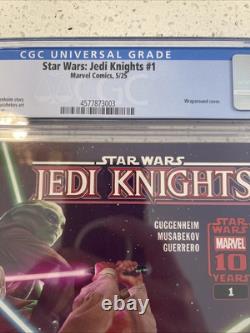 CGC UNIVERSAL GRADE
Star Wars: Jedi Knights #1
Marvel Comics, 5/25
Wraparound cover.
4577873003
CGC
STAR WARS
JEDI KNIGHTS
GUGGENHEIM
MUSABEKOV
GUERRERO
STAR WARS
MARVEL
10
YEARS
1